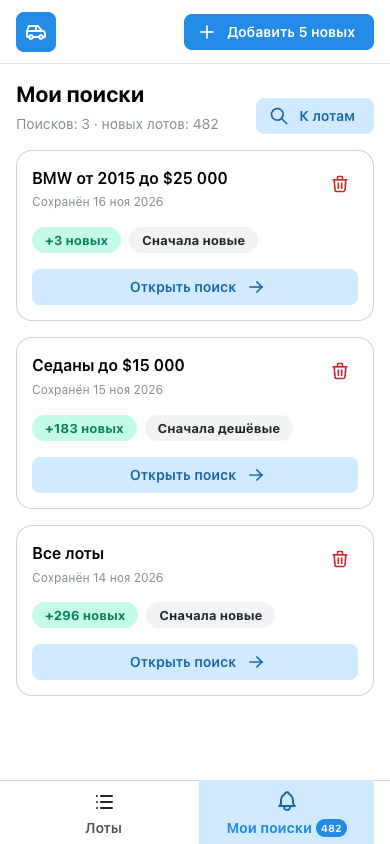 Добавить 5 новых
Мои поиски
Поисков: 3 · новых лотов: 482
К лотам
BMW от 2015 до $25 000
Сохранён 16 ноя 2026
+3 новых
Сначала новые
Открыть поиск
Седаны до $15 000
Сохранён 15 ноя 2026
+183 новых
Сначала дешёвые
Открыть поиск
Все лоты
Сохранён 14 ноя 2026
+296 новых
Сначала новые
Открыть поиск
Лоты
Мои поиски 482